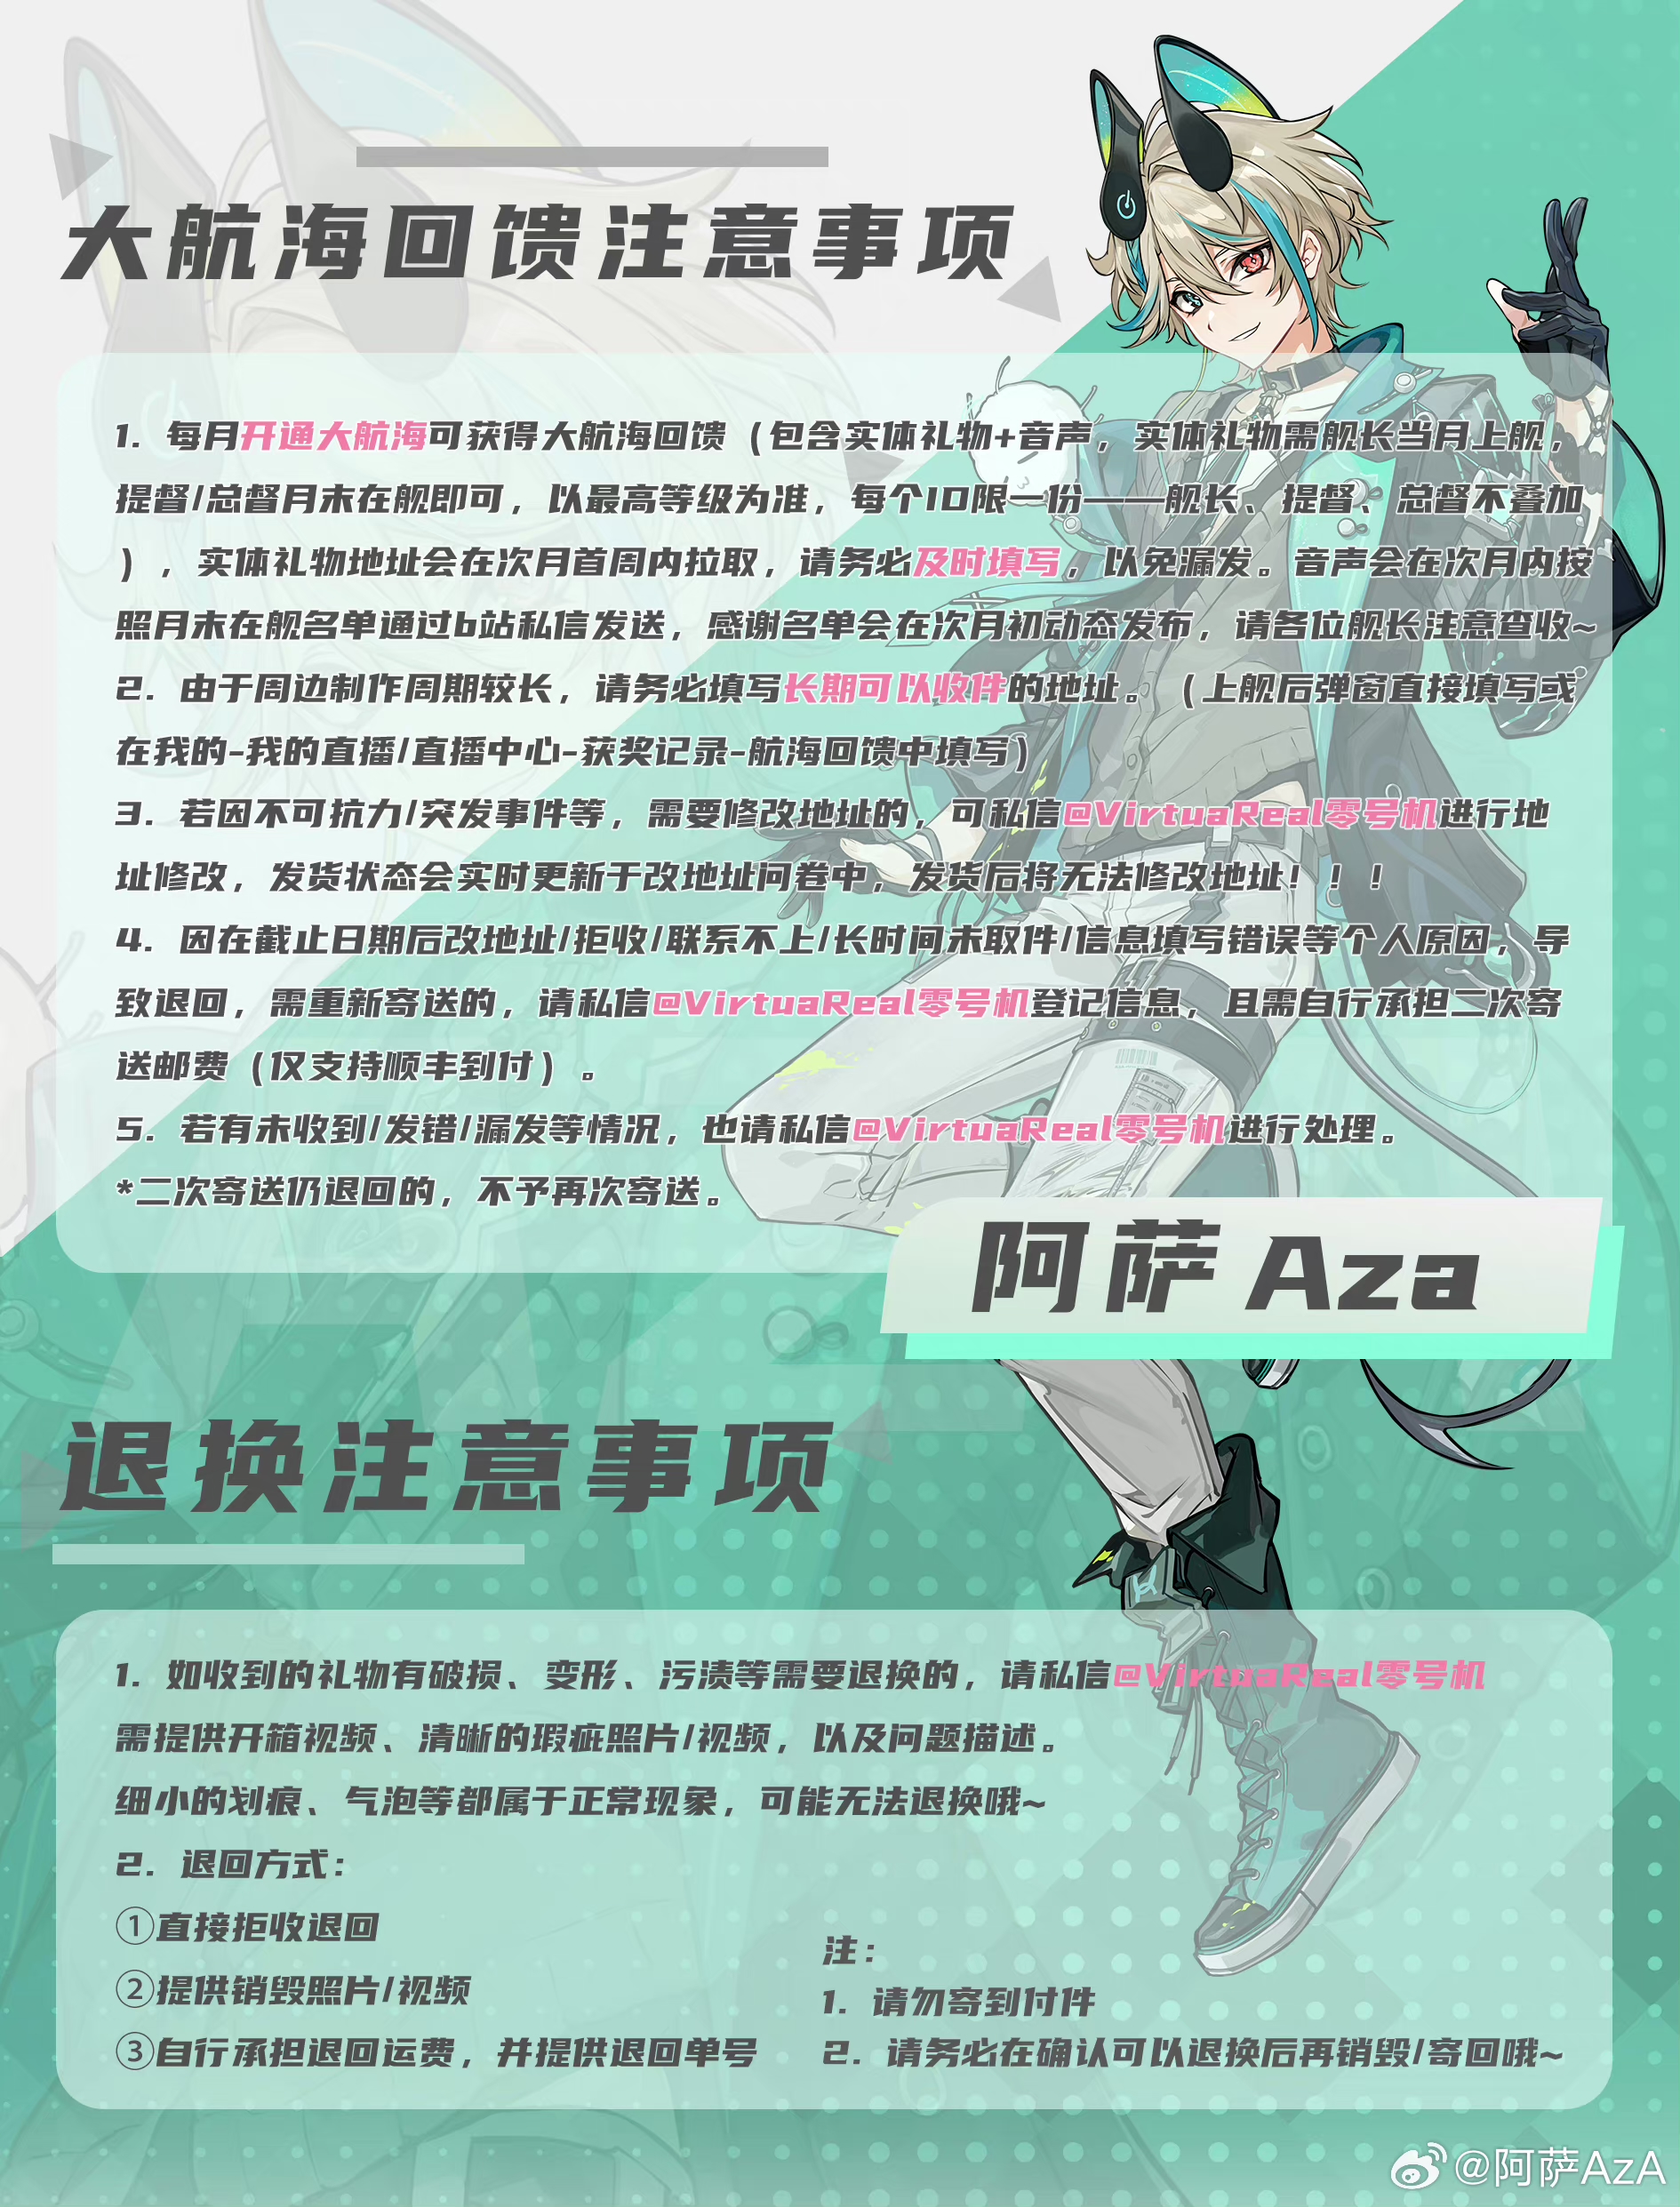 大航海回馈注意事项
1. 每月开通大航海可获得大航海回馈（包含实体礼物+音声，实体礼物需舰长当月上舰，
提督/总督月末在舰即可，以最高等级为准，每个ID限一份——舰长、提督、总督不叠加
），实体礼物地址会在次月首周内拉取，请务必及时填写，以免漏发。音声会在次月内按
照月末在舰名单通过b站私信发送，感谢名单会在次月初动态发布，请各位舰长注意查收~
2. 由于周边制作周期较长，请务必填写长期可以收件的地址。（上舰后弹窗直接填写或
在我的-我的直播/直播中心-获奖记录-航海回馈中填写）
3. 若因不可抗力/突发事件等，需要修改地址的，可私信@VirtuaReal零号机进行地
址修改，发货状态会实时更新于改地址问卷中，发货后将无法修改地址！！！
4. 因在截止日期后改地址/拒收/联系不上/长时间未取件/信息填写错误等个人原因，导
致退回，需重新寄送的，请私信@VirtuaReal零号机登记信息，且需自行承担二次寄
送邮费（仅支持顺丰到付）。
5. 若有未收到/发错/漏发等情况，也请私信@VirtuaReal零号机进行处理。
*二次寄送仍退回的，不予再次寄送。
阿萨 Aza
退换注意事项
1. 如收到的礼物有破损、变形、污渍等需要退换的，请私信@VirtuaReal零号机
需提供开箱视频、清晰的瑕疵照片/视频，以及问题描述。
细小的划痕、气泡等都属于正常现象，可能无法退换哦~
2. 退回方式：
①直接拒收退回
②提供销毁照片/视频
③自行承担退回运费，并提供退回单号
注：
1. 请勿寄到付件
2. 请务必在确认可以退换后再销毁/寄回哦~
@阿萨AzA